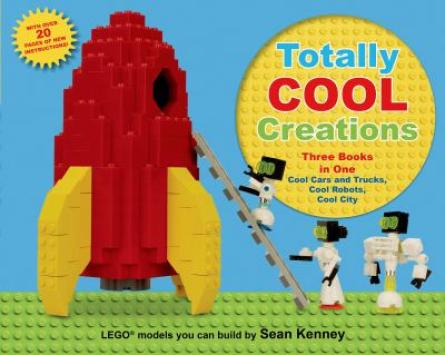 WITH OVER
20
PAGES OF NEW
INSTRUCTIONS!
Totally
COOL
Creations
Three Books
in One
Cool Cars and Trucks,
Cool Robots,
Cool City
LEGO® models you can build by Sean Kenney